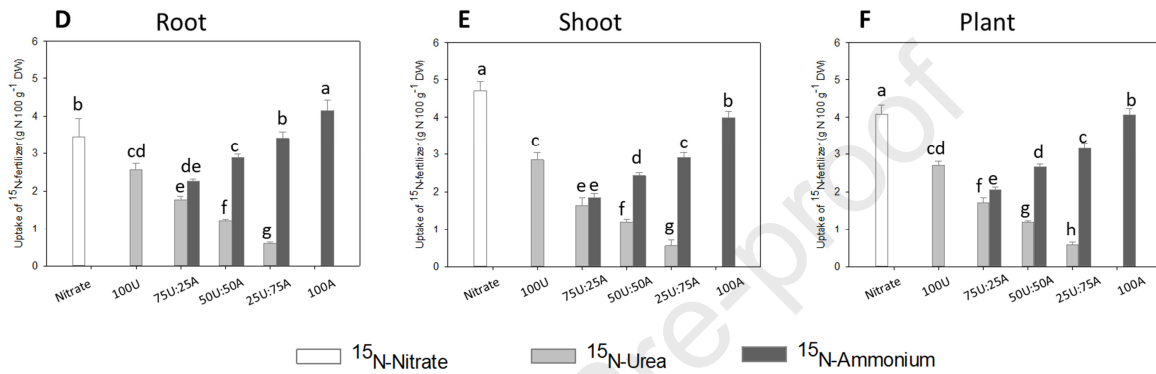 D Root
Uptake of ¹⁵N-fertilizer (g N 100 g⁻¹ DW)
6
5
4
3
2
1
0
b
cd
e
de
f
c
g
b
a
Nitrate
100U
75U:25A
50U:50A
25U:75A
100A
E Shoot
Uptake of ¹⁵N-fertilizer (g N 100 g⁻¹ DW)
6
5
4
3
2
1
0
a
c
e
e
f
d
g
c
b
Nitrate
100U
75U:25A
50U:50A
25U:75A
100A
F Plant
Uptake of ¹⁵N-fertilizer (g N 100 g⁻¹ DW)
6
5
4
3
2
1
0
a
cd
f
e
g
d
h
c
b
Nitrate
100U
75U:25A
50U:50A
25U:75A
100A
¹⁵N-Nitrate
¹⁵N-Urea
¹⁵N-Ammonium
re-proof